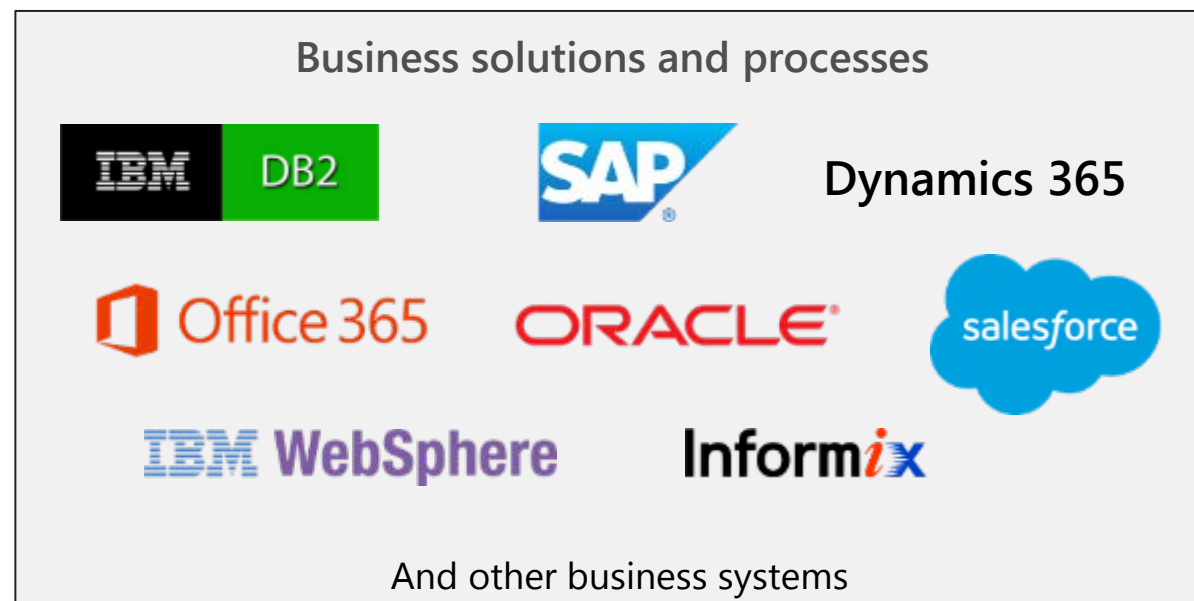 Business solutions and processes
IBM DB2 SAP® Dynamics 365
Office 365 ORACLE® salesforce
IBM WebSphere Informix
And other business systems